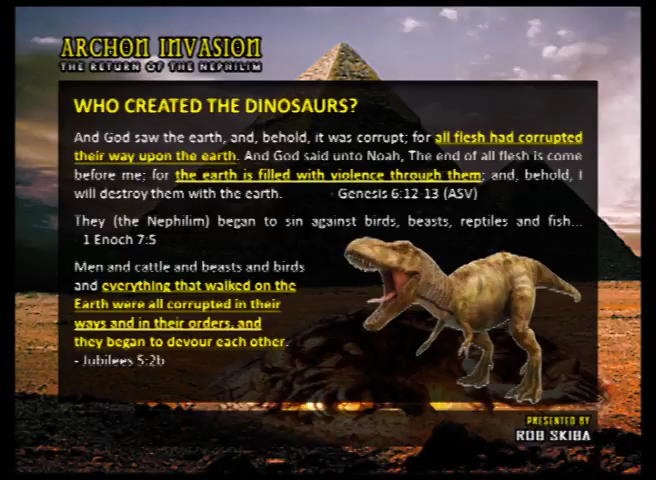 ARCHON INVASION
THE RETURN OF THE NEPHILIM
WHO CREATED THE DINOSAURS?
And God saw the earth, and, behold, it was corrupt; for all flesh had corrupted
their way upon the earth. And God said unto Noah, The end of all flesh is come
before me; for the earth is filled with violence through them; and, behold, I
will destroy them with the earth. - Genesis 6:12-13 (ASV)
They (the Nephilim) began to sin against birds, beasts, reptiles and fish...
- 1 Enoch 7:5
Men and cattle and beasts and birds
and everything that walked on the
Earth were all corrupted in their
ways and in their orders, and
they began to devour each other.
- Jubilees 5:2b
PRESENTED BY
ROB SKIBA